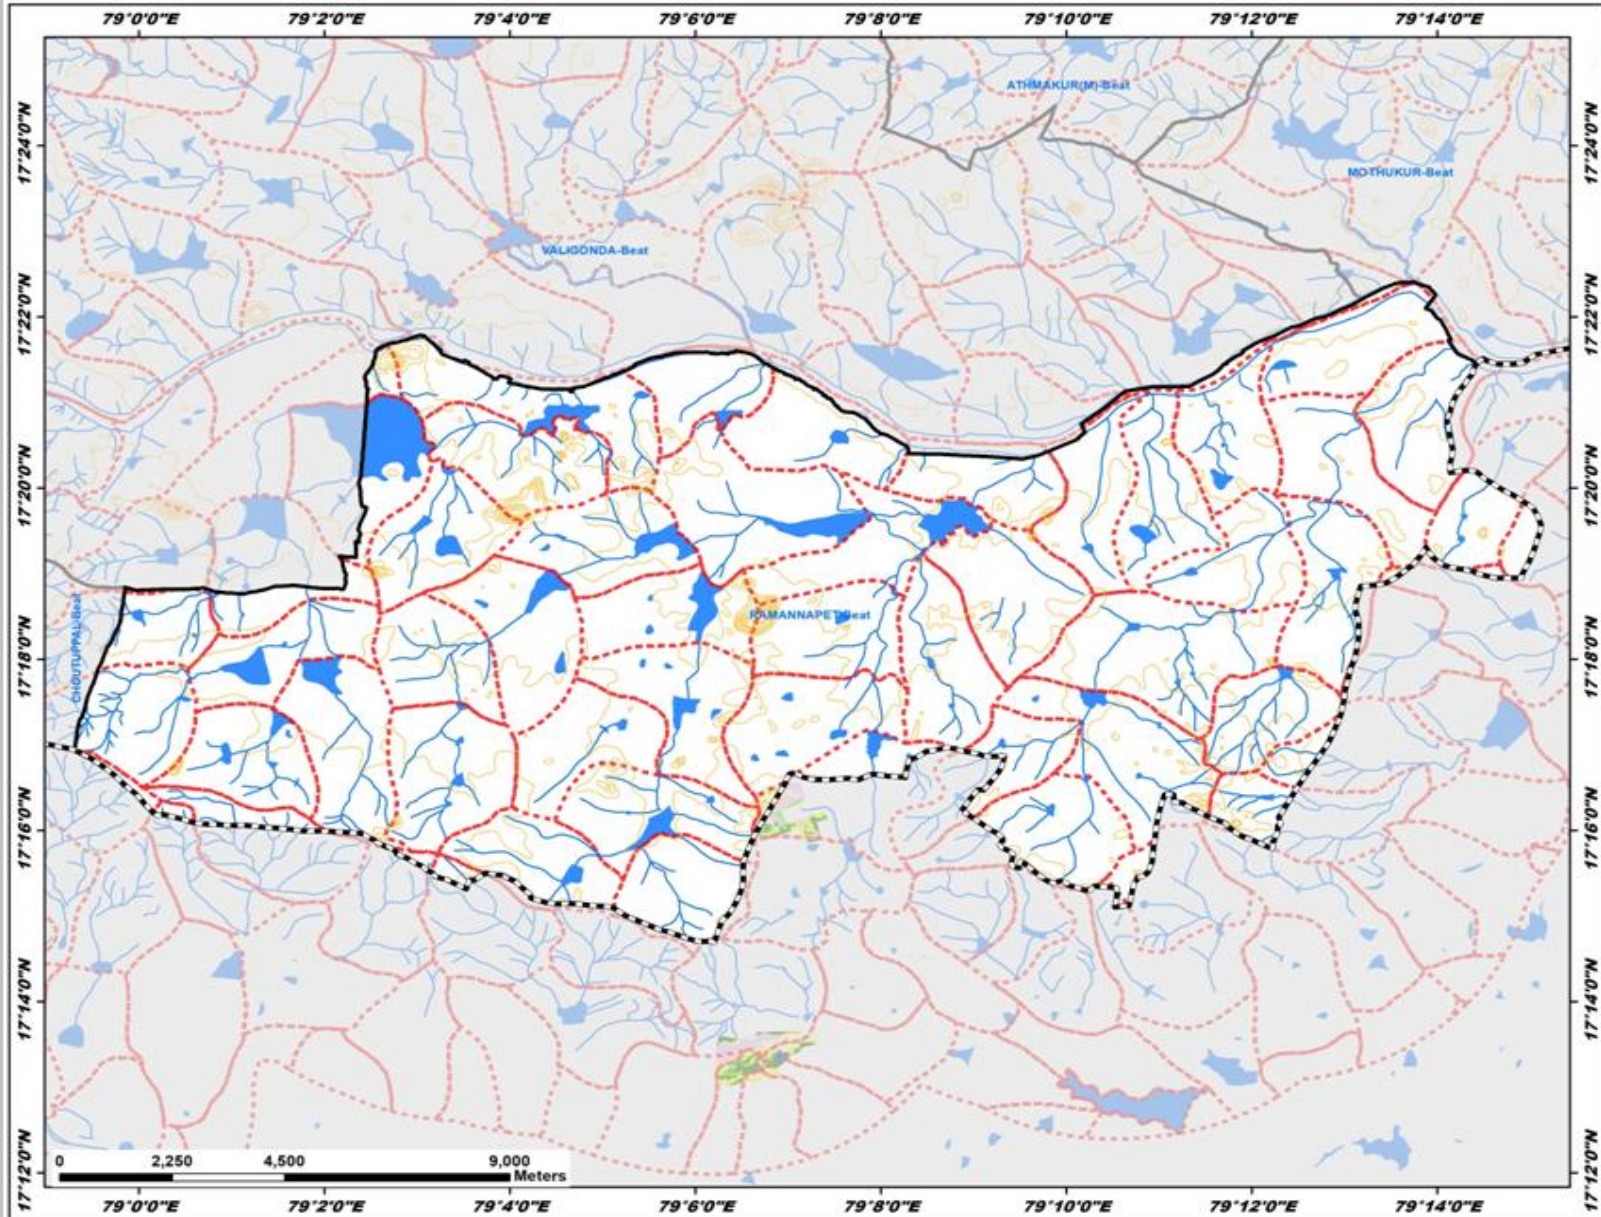 79°0'0"E 79°2'0"E 79°4'0"E 79°6'0"E 79°8'0"E 79°10'0"E 79°12'0"E 79°14'0"E
ATHMAKUR(M)-Beat
17°24'0"N 17°24'0"N
MOTHUKUR-Beat
VALIGONDA-Beat
17°22'0"N 17°22'0"N
17°20'0"N 17°20'0"N
CHOUTUPPAL-Beat
RAMANNAPET-Beat
17°18'0"N 17°18'0"N
17°16'0"N 17°16'0"N
17°14'0"N 17°14'0"N
17°12'0"N 17°12'0"N
0 2,250 4,500 9,000
Meters
79°0'0"E 79°2'0"E 79°4'0"E 79°6'0"E 79°8'0"E 79°10'0"E 79°12'0"E 79°14'0"E